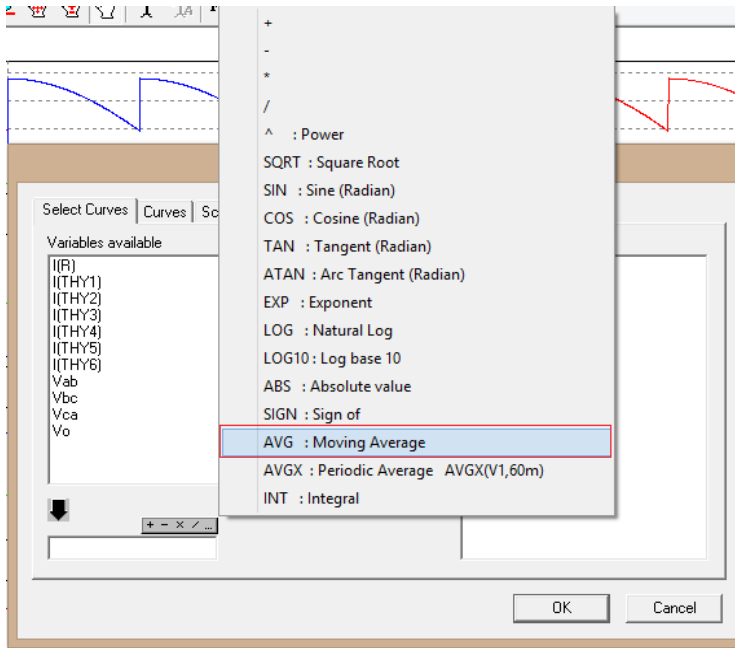 +
-
*
/
^ : Power
SQRT : Square Root
SIN : Sine (Radian)
COS : Cosine (Radian)
TAN : Tangent (Radian)
ATAN : Arc Tangent (Radian)
EXP : Exponent
LOG : Natural Log
LOG10 : Log base 10
ABS : Absolute value
SIGN : Sign of
AVG : Moving Average
AVGX : Periodic Average AVGX(V1,60m)
INT : Integral
Select Curves Curves Sc
Variables available
I(R)
I(THY1)
I(THY2)
I(THY3)
I(THY4)
I(THY5)
I(THY6)
Vab
Vbc
Vca
Vo
+ - × / ...
OK Cancel